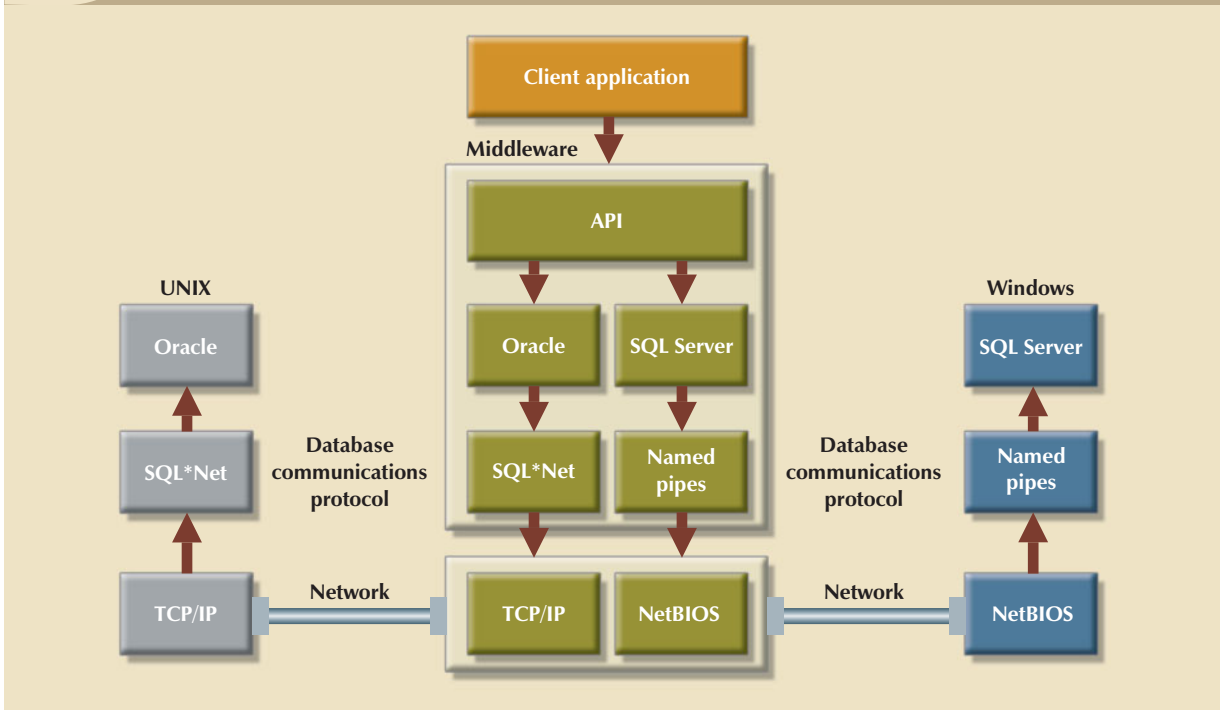 Client application
Middleware
API
UNIX
Windows
Oracle
Oracle
SQL Server
SQL Server
SQL*Net
Database
communications
protocol
SQL*Net
Named
pipes
Database
communications
protocol
Named
pipes
TCP/IP
Network
TCP/IP
NetBIOS
Network
NetBIOS